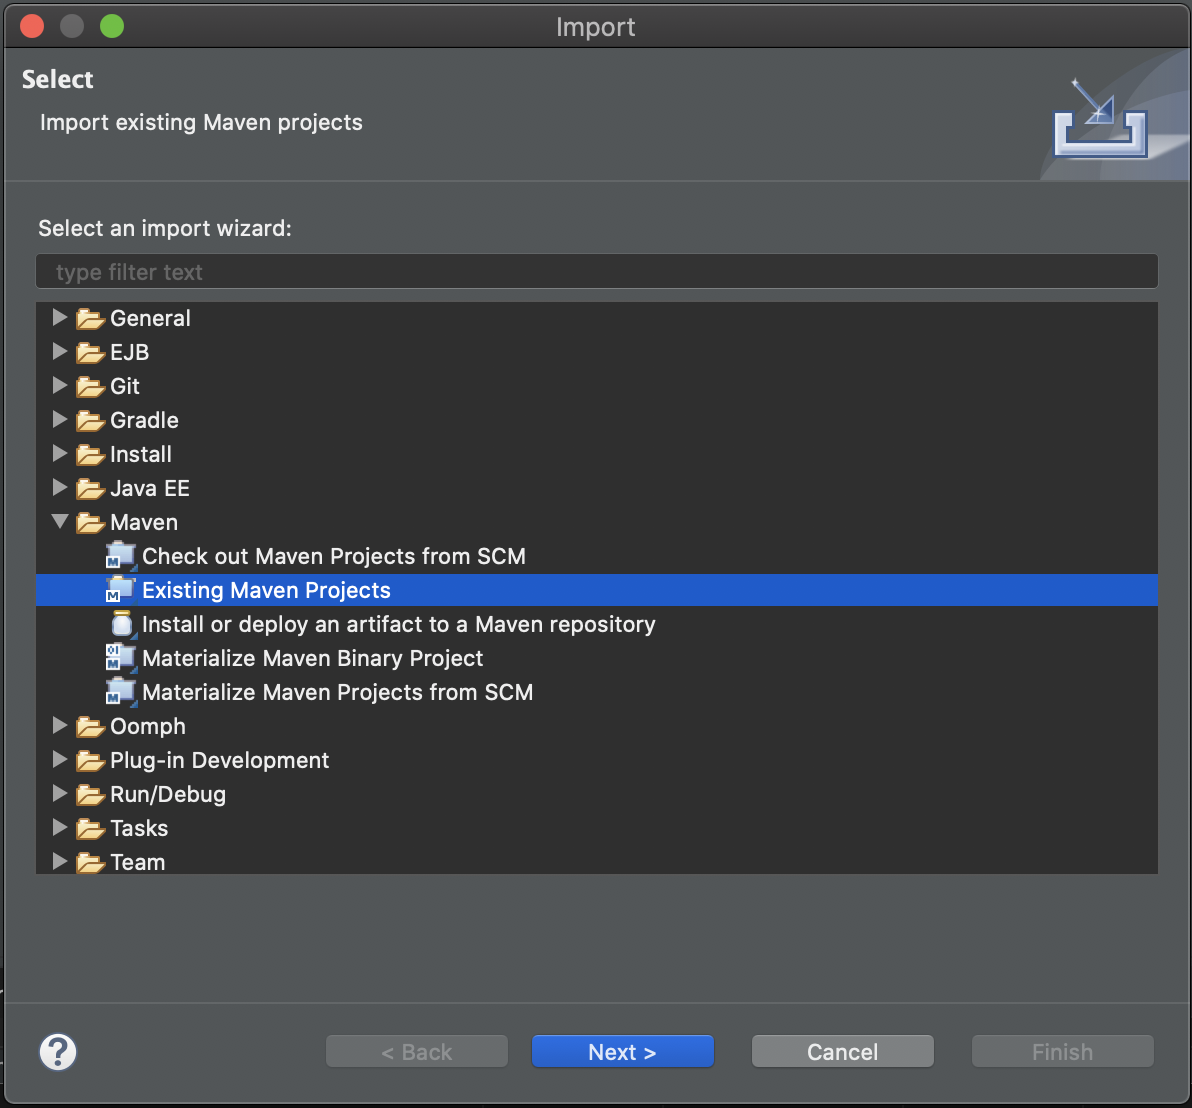 Import
Select
Import existing Maven projects
Select an import wizard:
type filter text
General
EJB
Git
Gradle
Install
Java EE
Maven
Check out Maven Projects from SCM
Existing Maven Projects
Install or deploy an artifact to a Maven repository
Materialize Maven Binary Project
Materialize Maven Projects from SCM
Oomph
Plug-in Development
Run/Debug
Tasks
Team
? < Back Next > Cancel Finish